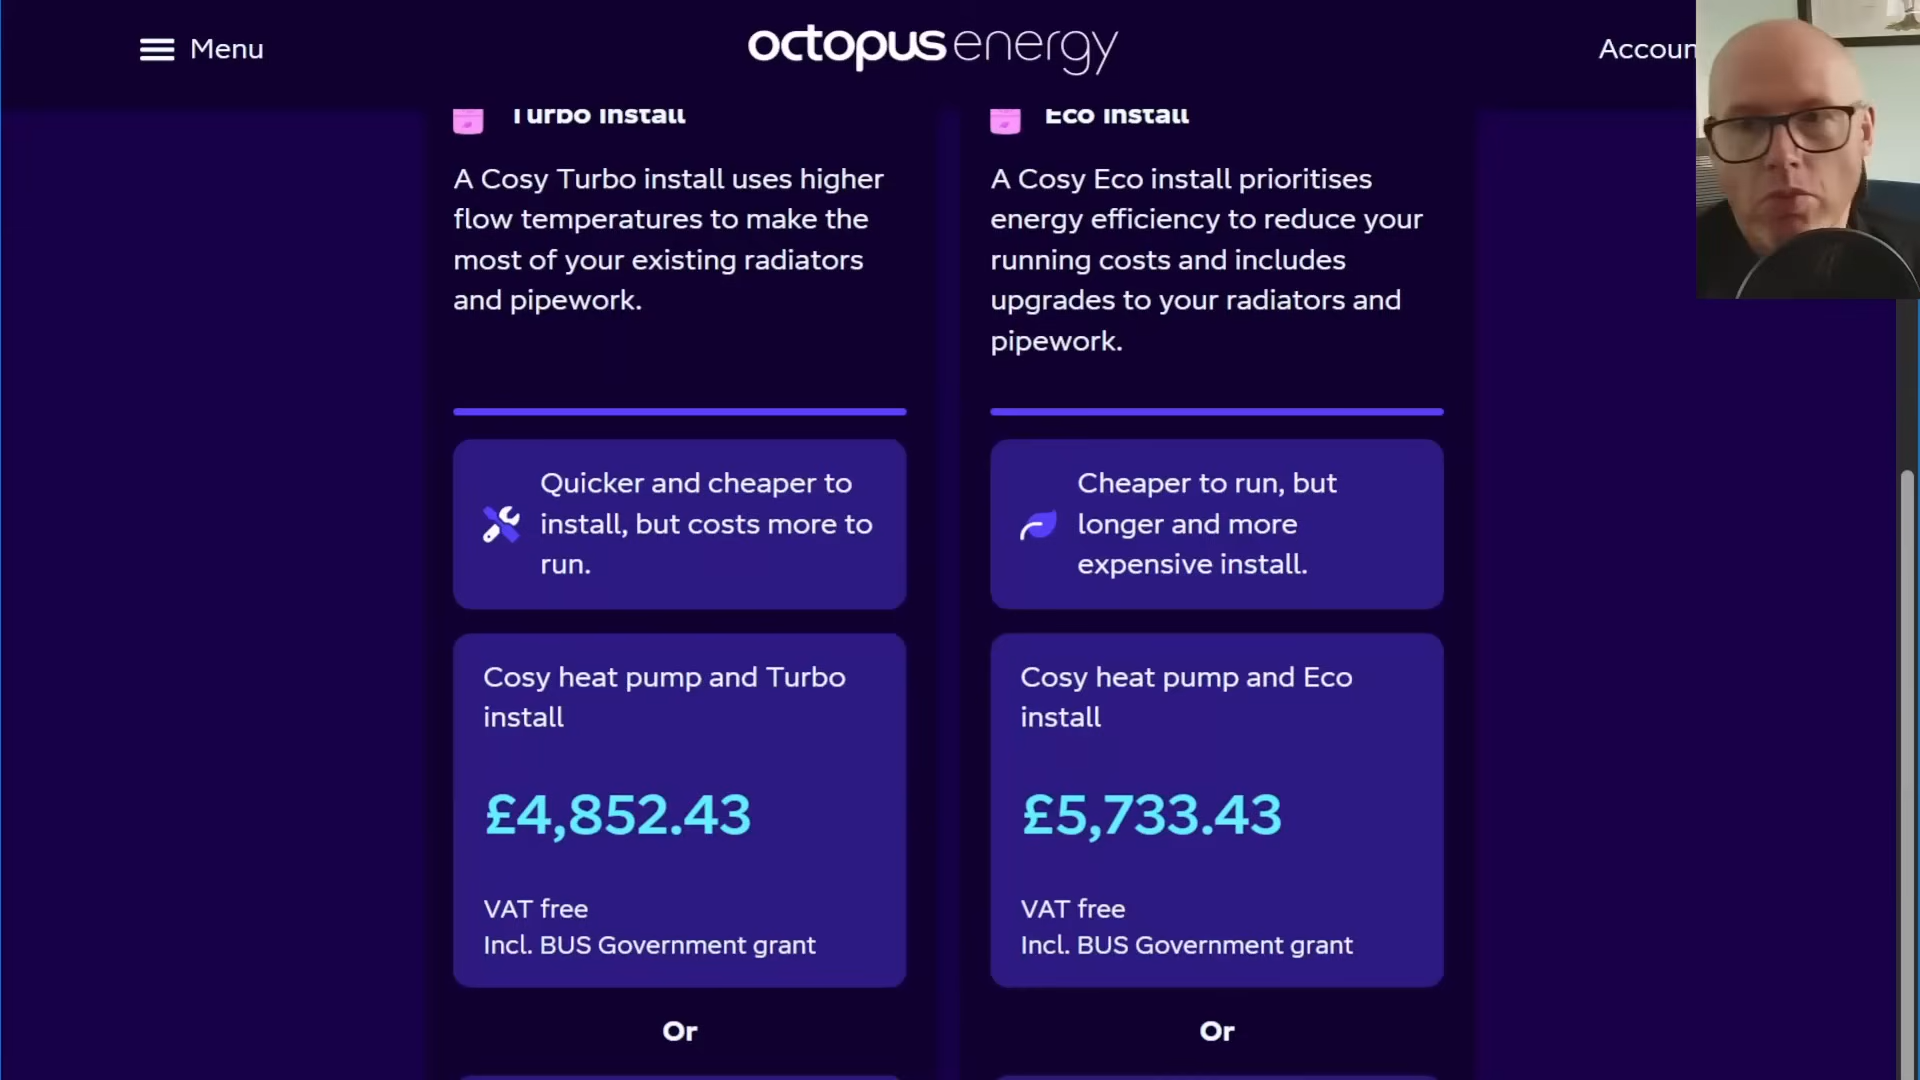 Menu
octopus energy
Accoun
Turbo install
A Cosy Turbo install uses higher
flow temperatures to make the
most of your existing radiators
and pipework.
Quicker and cheaper to
install, but costs more to
run.
Cosy heat pump and Turbo
install
£4,852.43
VAT free
Incl. BUS Government grant
Or
Eco install
A Cosy Eco install prioritises
energy efficiency to reduce your
running costs and includes
upgrades to your radiators and
pipework.
Cheaper to run, but
longer and more
expensive install.
Cosy heat pump and Eco
install
£5,733.43
VAT free
Incl. BUS Government grant
Or